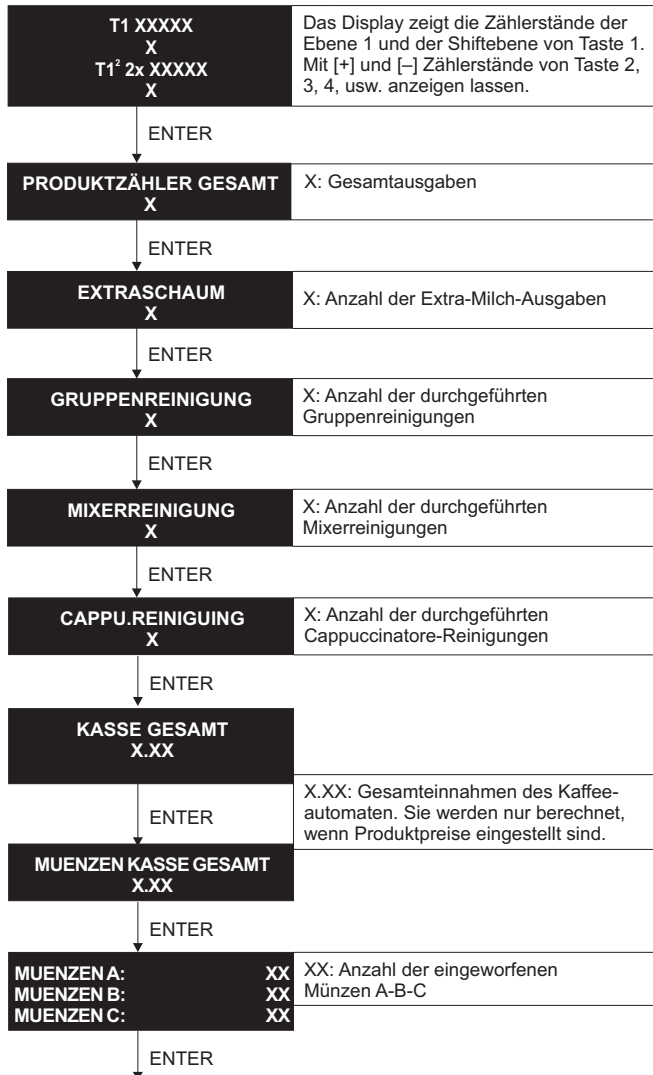 T1 XXXXX
X
T1² 2x XXXXX
X
Das Display zeigt die Zählerstände der
Ebene 1 und der Shiftebene von Taste 1.
Mit [+] und [–] Zählerstände von Taste 2,
3, 4, usw. anzeigen lassen.
ENTER
PRODUKTZÄHLER GESAMT
X
X: Gesamtausgaben
ENTER
EXTRASCHAUM
X
X: Anzahl der Extra-Milch-Ausgaben
ENTER
GRUPPENREINIGUNG
X
X: Anzahl der durchgeführten
Gruppenreinigungen
ENTER
MIXERREINIGUNG
X
X: Anzahl der durchgeführten
Mixerreinigungen
ENTER
CAPPU.REINIGUING
X
X: Anzahl der durchgeführten
Cappuccinatore-Reinigungen
ENTER
KASSE GESAMT
X.XX
ENTER
X.XX: Gesamteinnahmen des Kaffee-
automaten. Sie werden nur berechnet,
wenn Produktpreise eingestellt sind.
MUENZEN KASSE GESAMT
X.XX
ENTER
MUENZEN A: XX
MUENZEN B: XX
MUENZEN C: XX
XX: Anzahl der eingeworfenen
Münzen A-B-C
ENTER